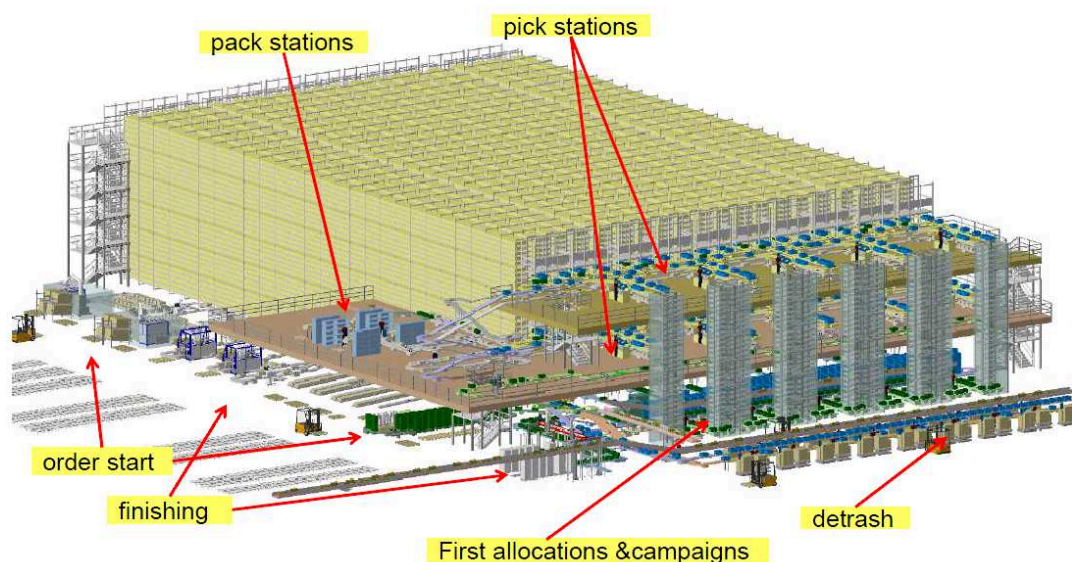 pack stations
pick stations
order start
finishing
First allocations &campaigns
detrash